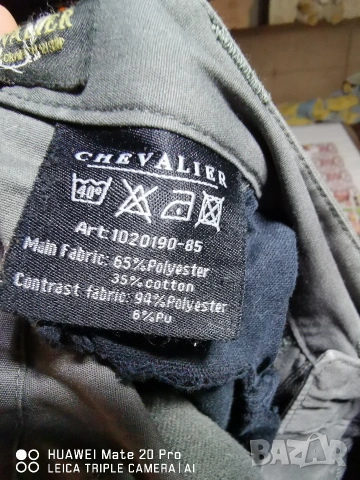 CHEVALIER
40°
Art:1020190-85
Main Fabric: 65%Polyester
35%cotton
Contrast fabric: 94%Polyester
6%Pu
HUAWEI Mate 20 Pro
LEICA TRIPLE CAMERA | AI
BAZAR